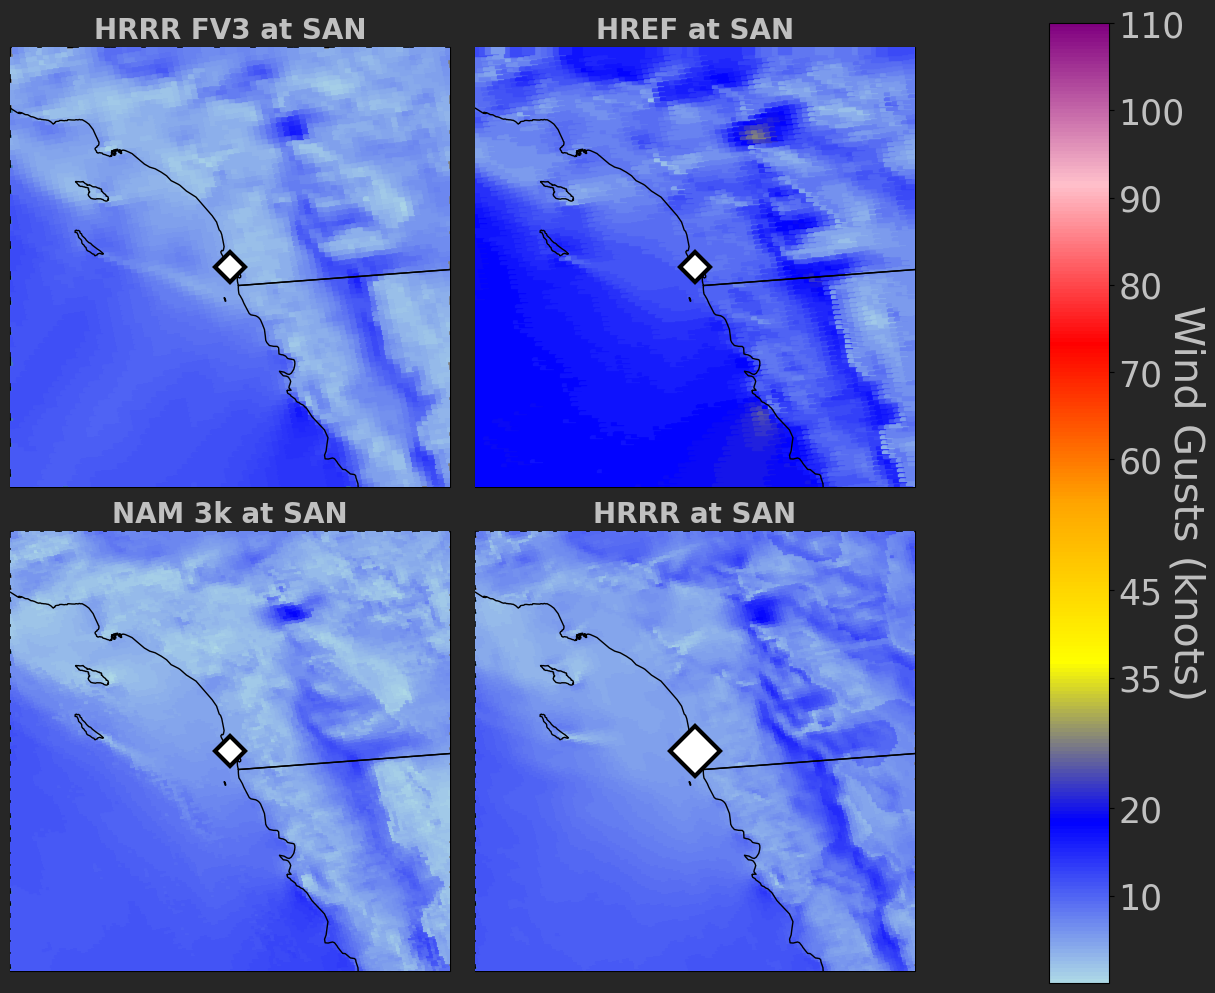 HRRR FV3 at SAN
HREF at SAN
NAM 3k at SAN
HRRR at SAN
110
100
90
80
70
60
45
35
20
10
Wind Gusts (knots)